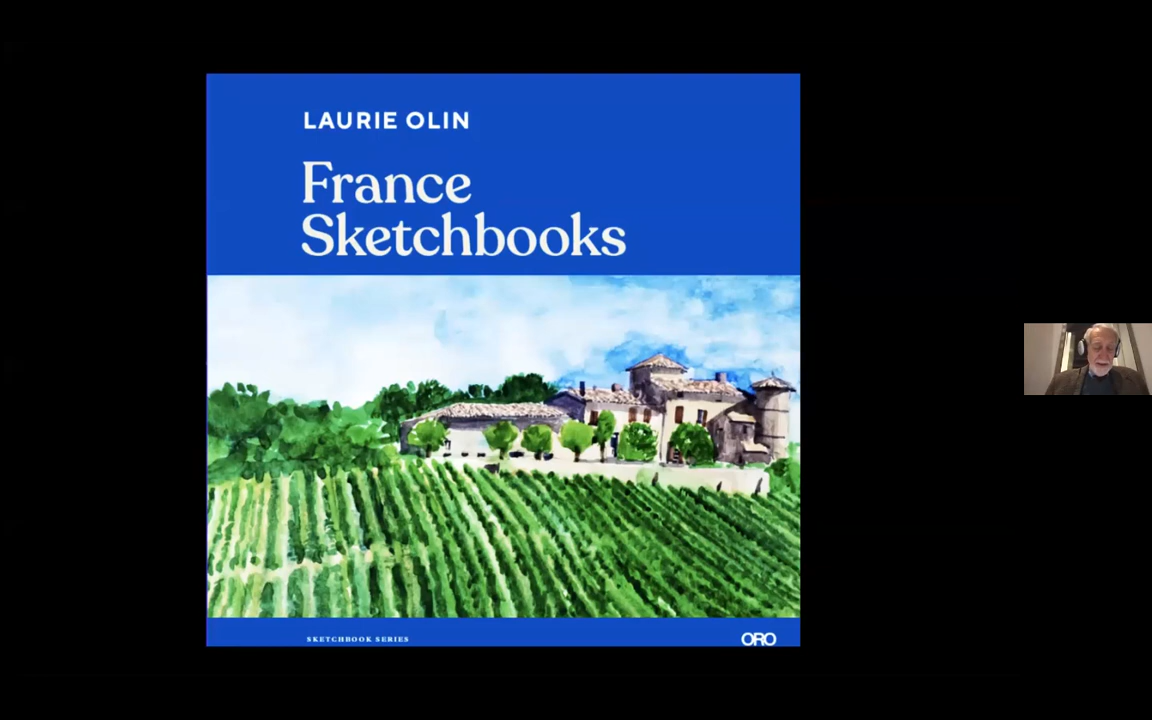 LAURIE OLIN
France
Sketchbooks
SKETCHBOOK SERIES
ORO